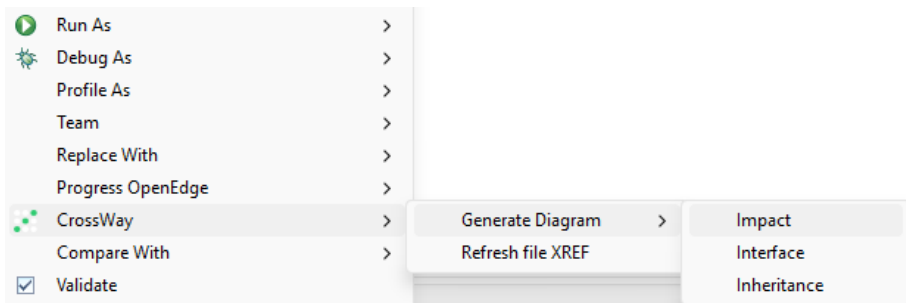 Run As
Debug As
Profile As
Team
Replace With
Progress OpenEdge
CrossWay
Compare With
Validate
Generate Diagram
Refresh file XREF
Impact
Interface
Inheritance